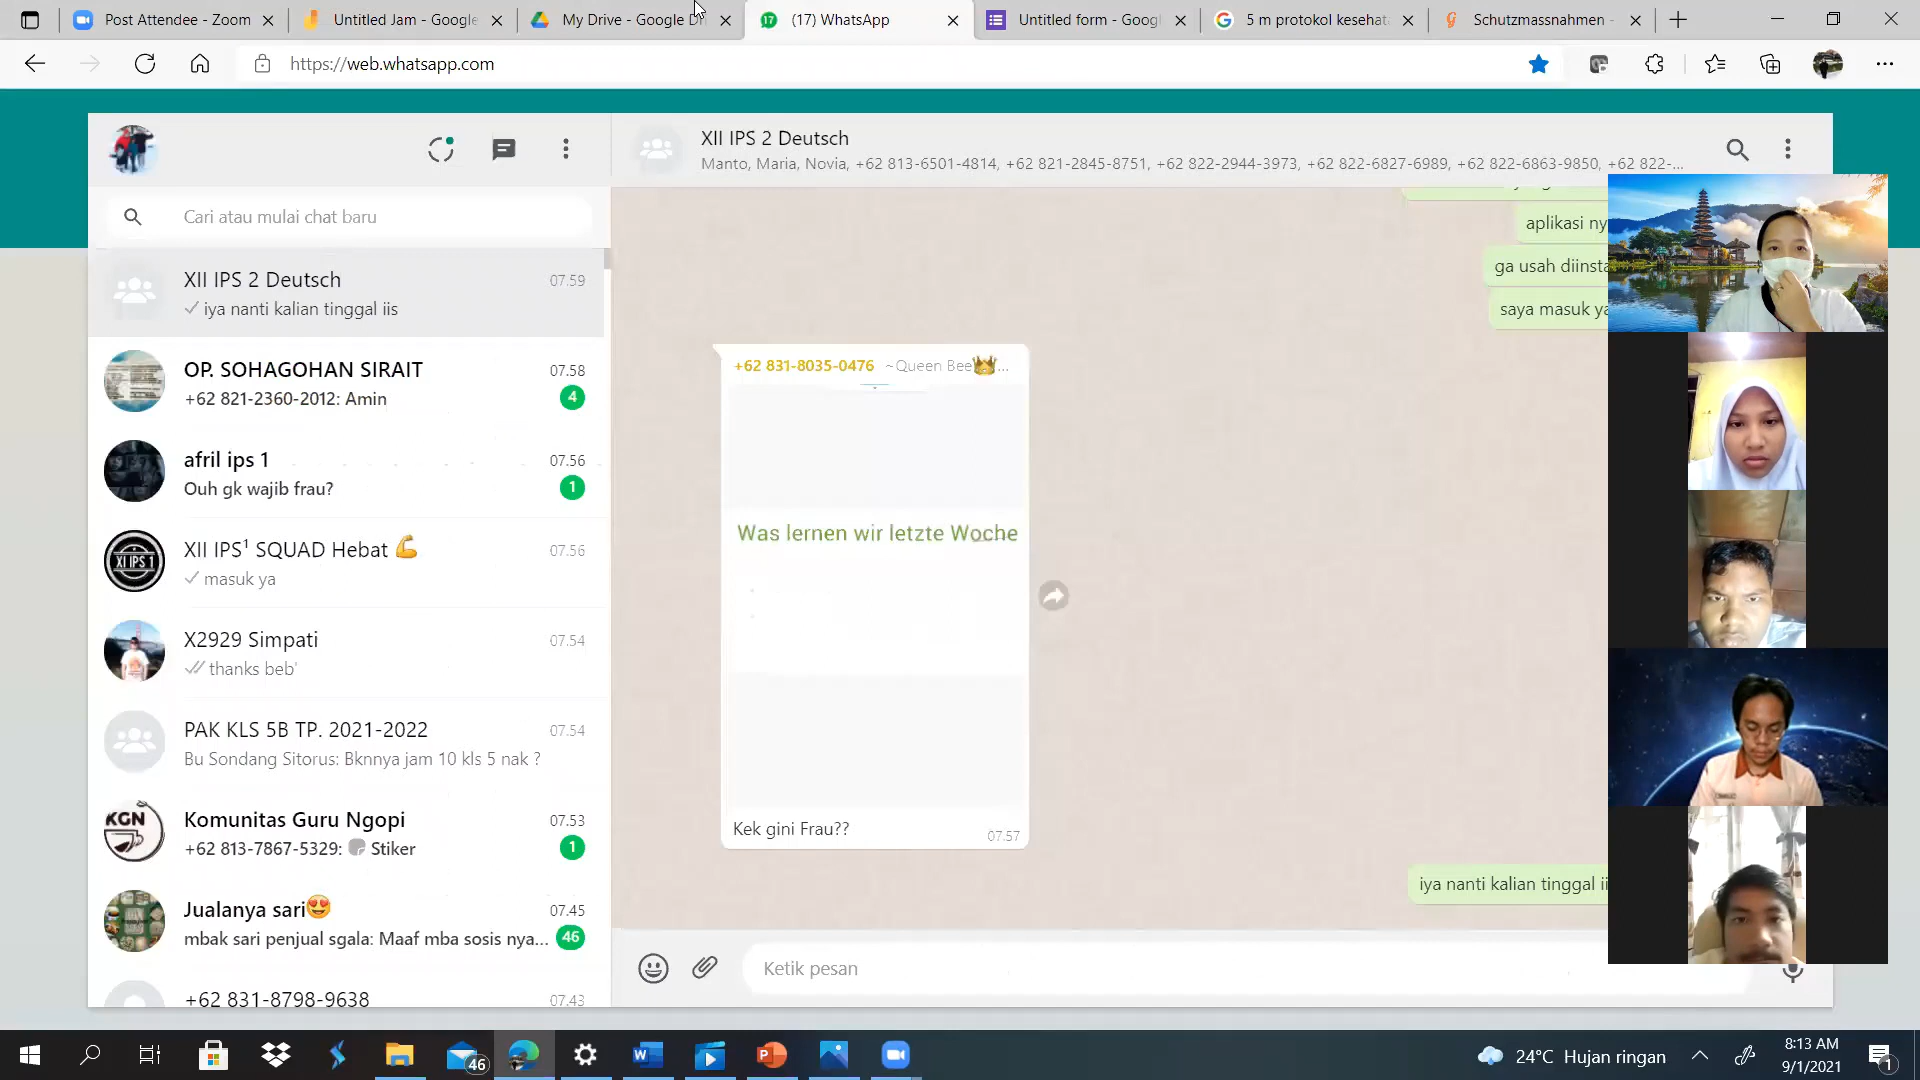 Post Attendee - Zoom
Untitled Jam - Google
My Drive - Google D
(17) WhatsApp
Untitled form - Googl
5 m protokol kesehat
Schutzmassnahmen -
https://web.whatsapp.com
Cari atau mulai chat baru
XII IPS 2 Deutsch
07.59
iya nanti kalian tinggal iis
OP. SOHAGOHAN SIRAIT
07.58
+62 821-2360-2012: Amin
4
afril ips 1
07.56
Ouh gk wajib frau?
1
XI IPS 1
XII IPS¹ SQUAD Hebat 💪
07.56
masuk ya
X2929 Simpati
07.54
thanks beb'
PAK KLS 5B TP. 2021-2022
07.54
Bu Sondang Sitorus: Bknnya jam 10 kls 5 nak ?
KGN
Komunitas Guru Ngopi
07.53
+62 813-7867-5329: Stiker
1
Jualanya sari😍
07.45
mbak sari penjual sgala: Maaf mba sosis nya...
46
+62 831-8798-9638
07.43
XII IPS 2 Deutsch
Manto, Maria, Novia, +62 813-6501-4814, +62 821-2845-8751, +62 822-2944-3973, +62 822-6827-6989, +62 822-6863-9850, +62 822-...
aplikasi ny
ga usah diinsta
saya masuk ya
+62 831-8035-0476 ~Queen Bee👑...
Was lernen wir letzte Woche
Kek gini Frau??
07.57
iya nanti kalian tinggal ii
Ketik pesan
46
24°C Hujan ringan
8:13 AM
9/1/2021
1